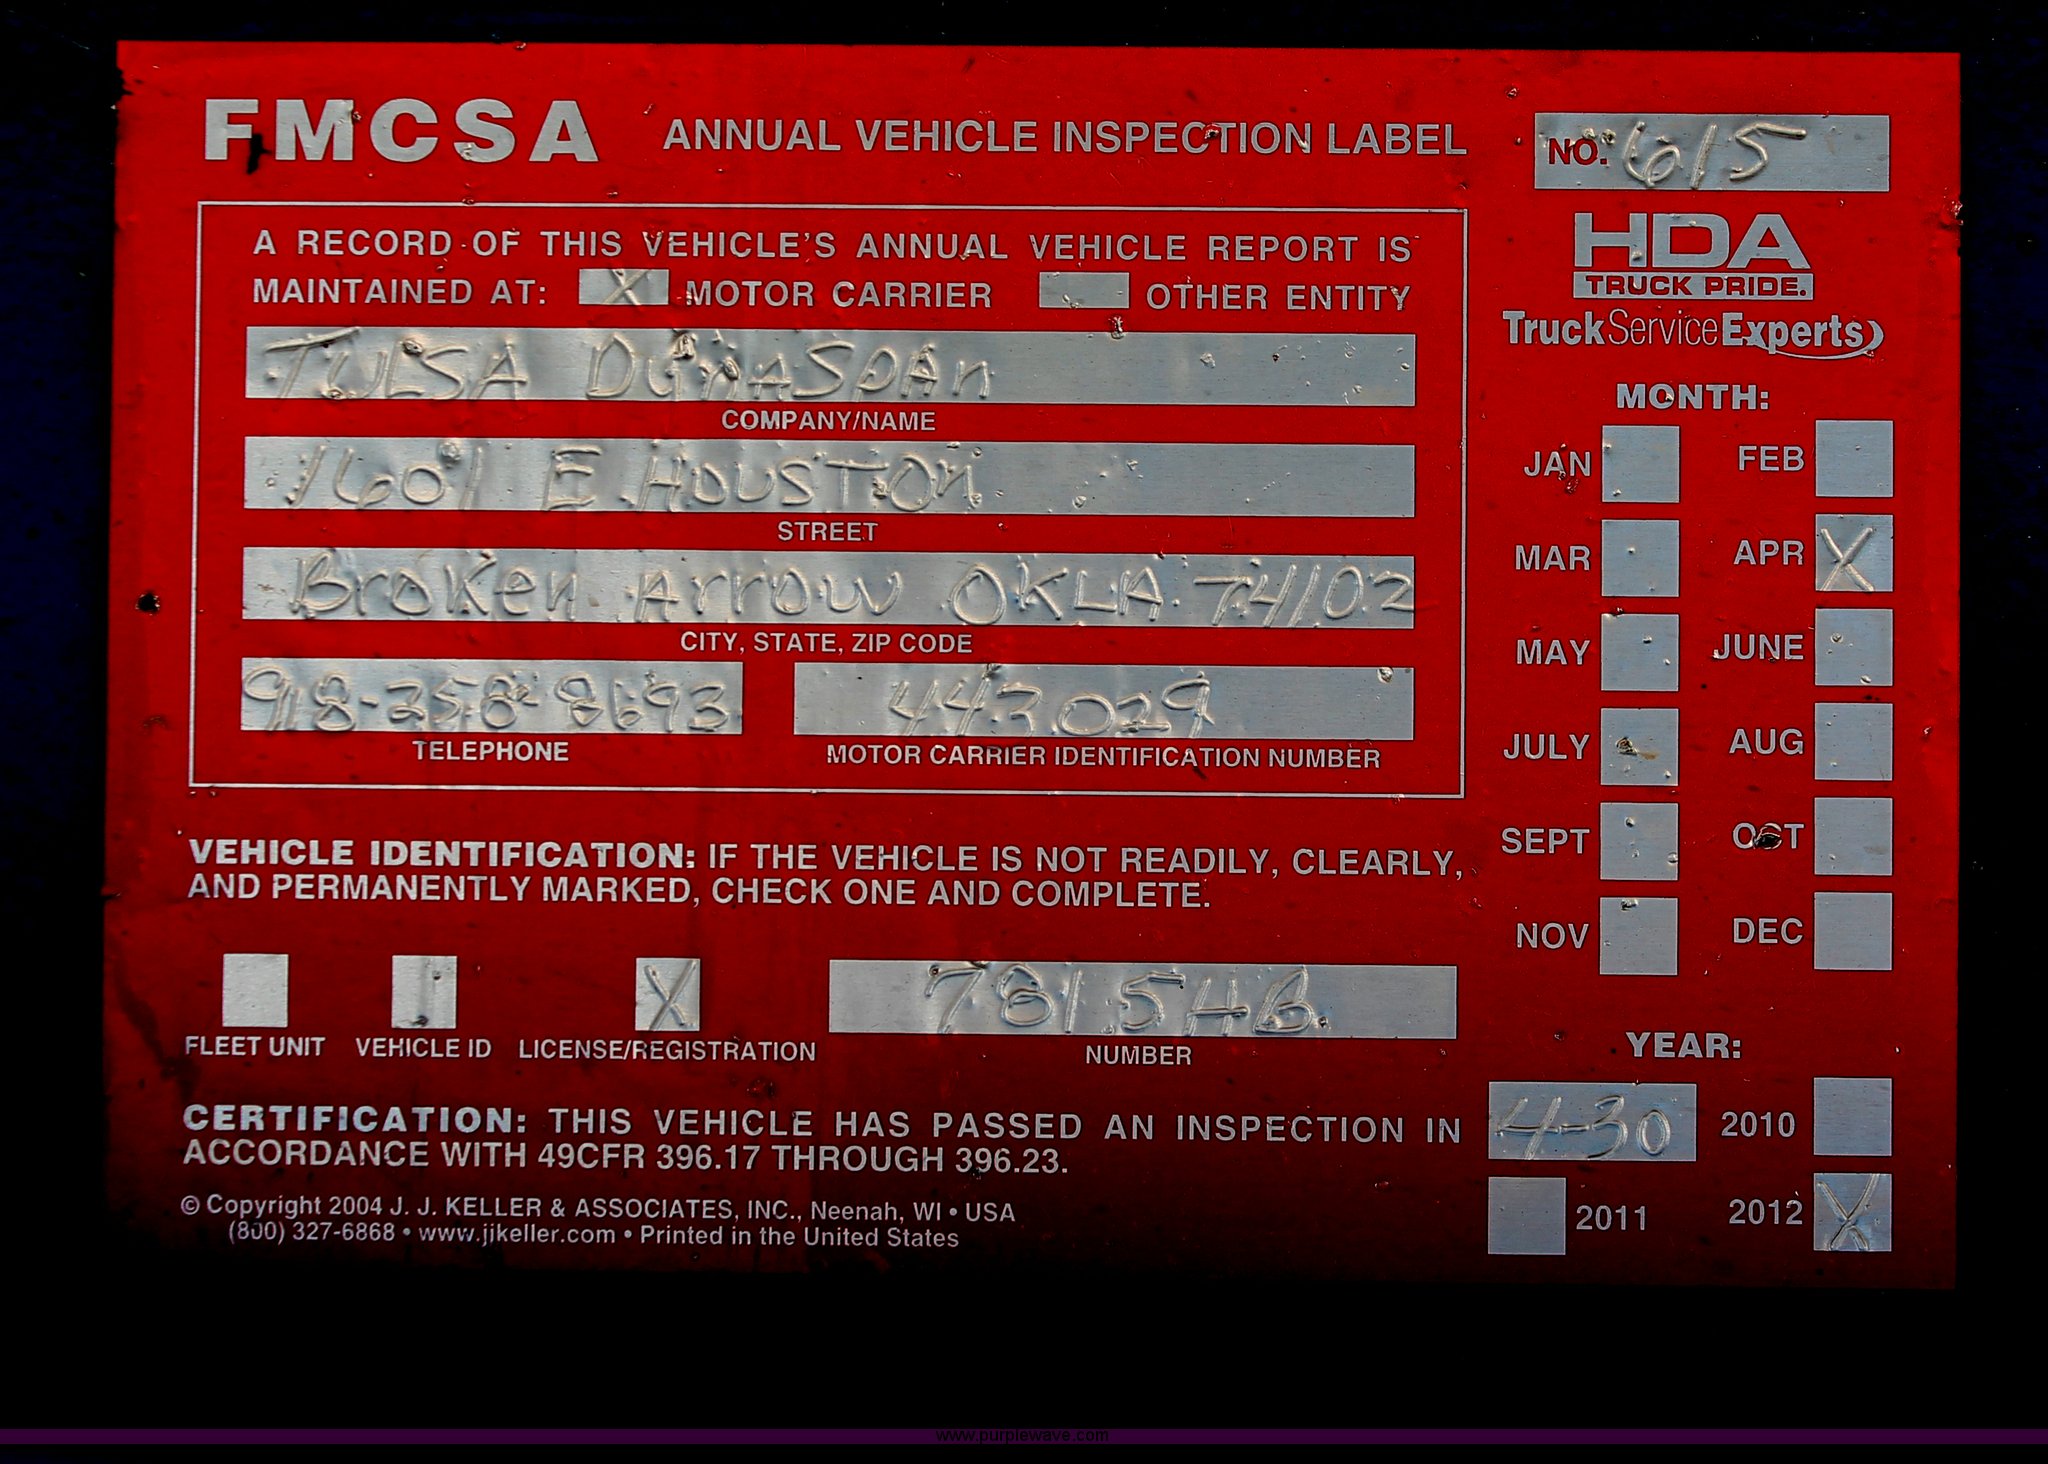 FMCSA ANNUAL VEHICLE INSPECTION LABEL
NO. 615
HDA
TRUCK PRIDE.
TruckServiceExperts
A RECORD OF THIS VEHICLE'S ANNUAL VEHICLE REPORT IS
MAINTAINED AT: X MOTOR CARRIER OTHER ENTITY
TULSA DynaSpAn
COMPANY/NAME
1601 E HOUSTON
STREET
Broken Arrow OKLA 74102
CITY, STATE, ZIP CODE
918-258-8693
TELEPHONE
MOTOR CARRIER IDENTIFICATION NUMBER
VEHICLE IDENTIFICATION: IF THE VEHICLE IS NOT READILY, CLEARLY,
AND PERMANENTLY MARKED, CHECK ONE AND COMPLETE.
X
7815HB
FLEET UNIT VEHICLE ID LICENSE/REGISTRATION NUMBER
CERTIFICATION: THIS VEHICLE HAS PASSED AN INSPECTION IN
ACCORDANCE WITH 49CFR 396.17 THROUGH 396.23.
© Copyright 2004 J. J. KELLER & ASSOCIATES, INC., Neenah, WI • USA
(800) 327-6868 • www.jjkeller.com • Printed in the United States
MONTH:
JAN FEB
MAR APR X
MAY JUNE
JULY AUG
SEPT OCT
NOV DEC
YEAR:
4-30 2010
2011 2012 X
www.purplewave.com